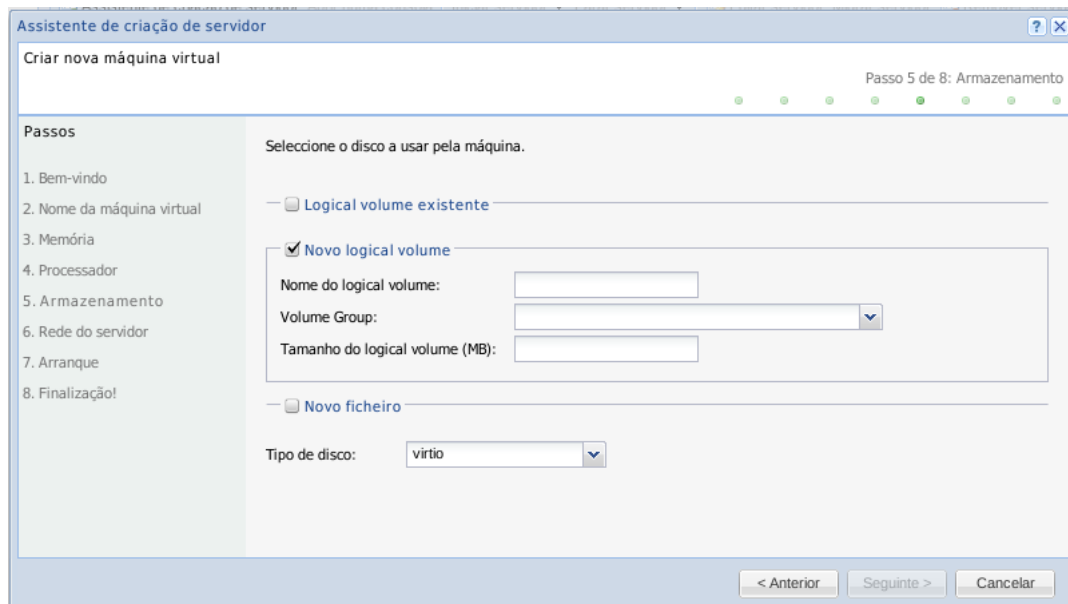 Assistente de criação de servidor
Criar nova máquina virtual
Passo 5 de 8: Armazenamento
Passos
1. Bem-vindo
2. Nome da máquina virtual
3. Memória
4. Processador
5. Armazenamento
6. Rede do servidor
7. Arranque
8. Finalização!
Seleccione o disco a usar pela máquina.
Logical volume existente
Novo logical volume
Nome do logical volume:
Volume Group:
Tamanho do logical volume (MB):
Novo ficheiro
Tipo de disco: virtio
< Anterior Seguinte > Cancelar